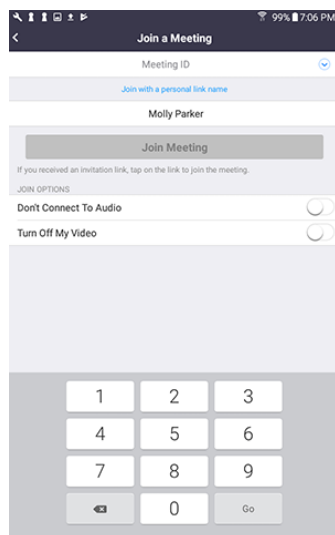 99% 7:06 PM
Join a Meeting
Meeting ID
Join with a personal link name
Molly Parker
Join Meeting
If you received an invitation link, tap on the link to join the meeting.
JOIN OPTIONS
Don't Connect To Audio
Turn Off My Video
1 2 3
4 5 6
7 8 9
0 Go